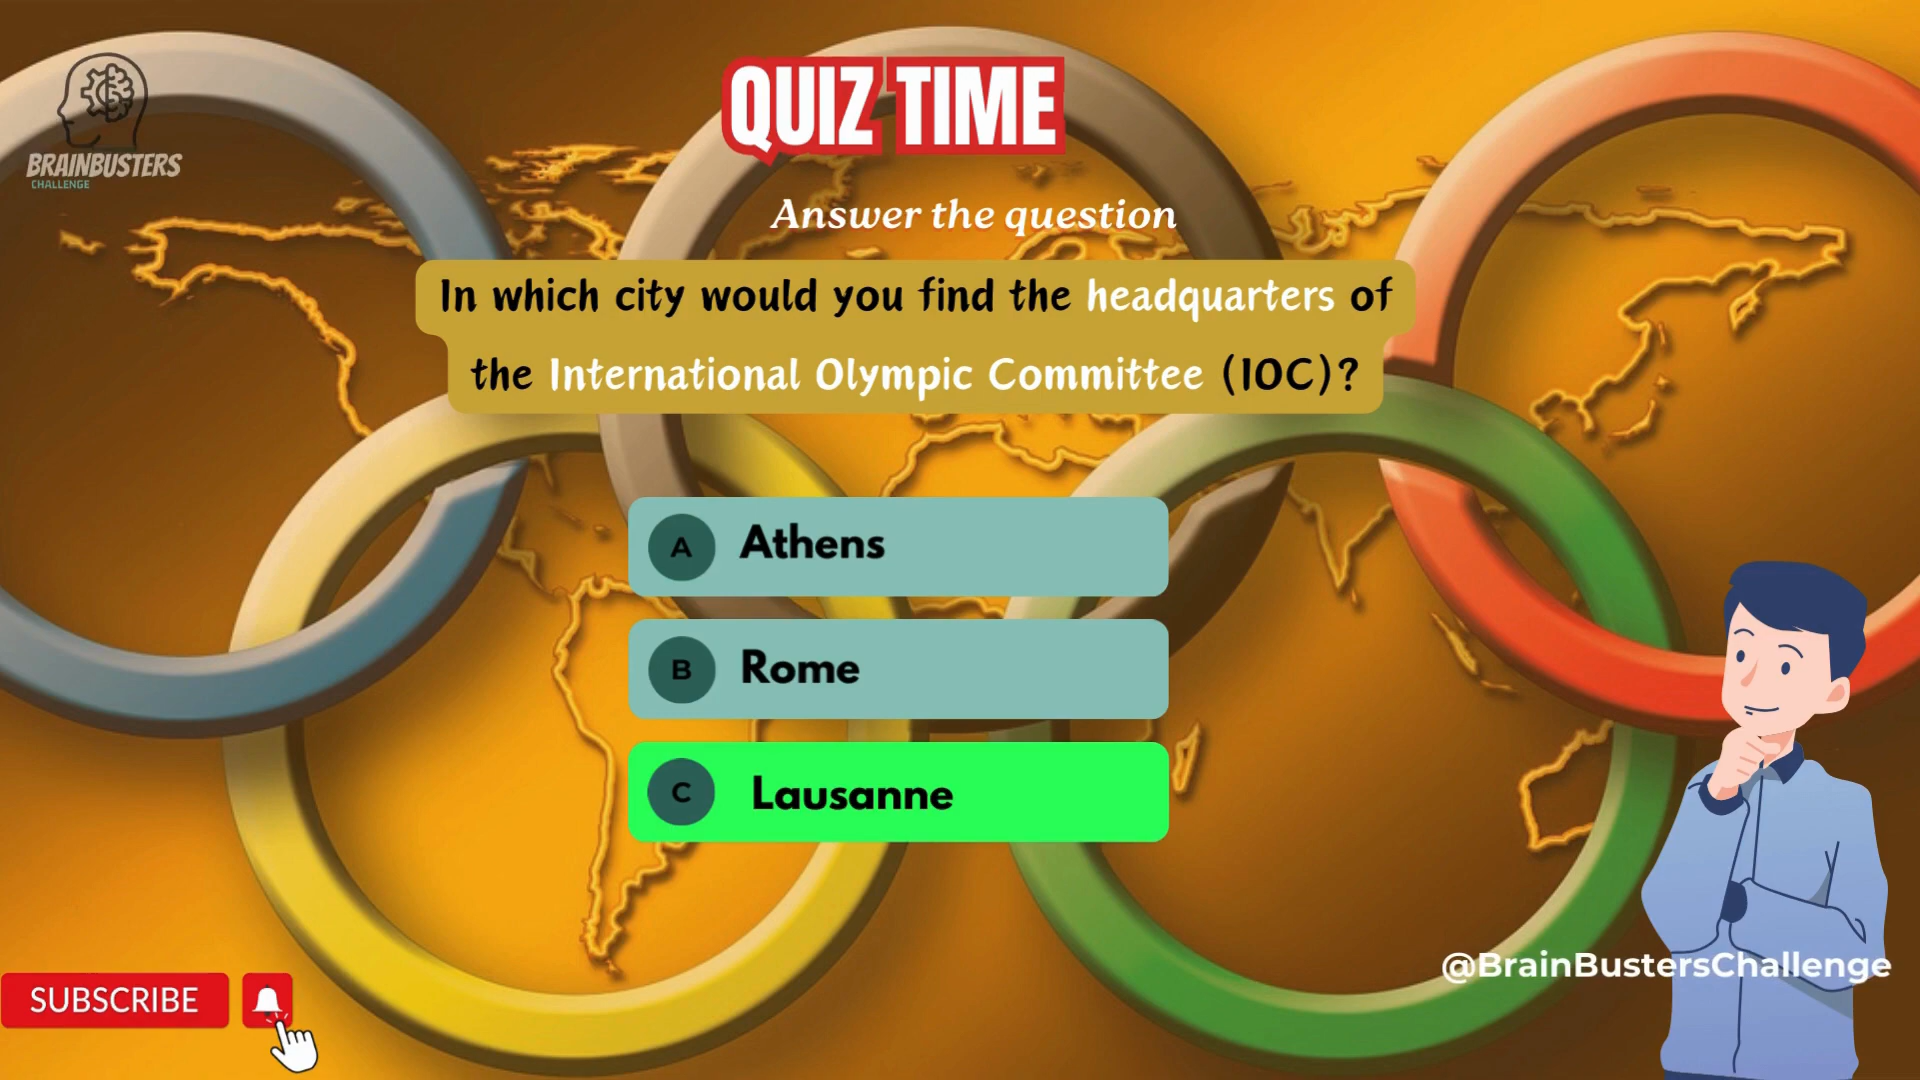 BRAINBUSTERS
CHALLENGE
QUIZ TIME
Answer the question
In which city would you find the headquarters of
the International Olympic Committee (IOC)?
A Athens
B Rome
C Lausanne
@BrainBustersChallenge
SUBSCRIBE